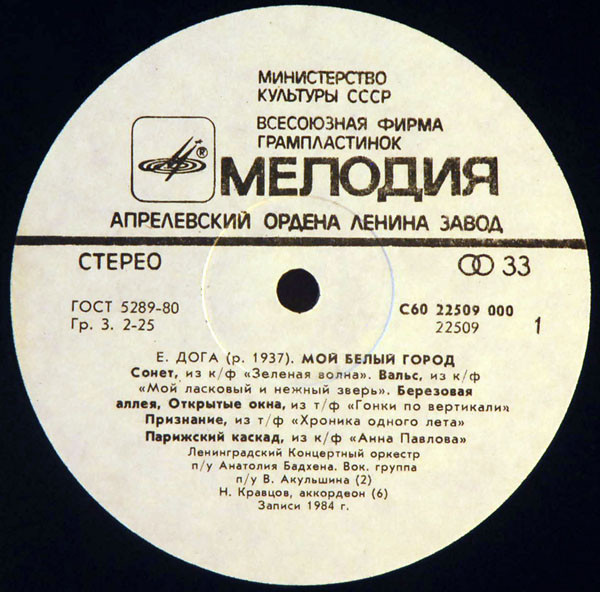 МИНИСТЕРСТВО
КУЛЬТУРЫ СССР
ВСЕСОЮЗНАЯ ФИРМА
ГРАМПЛАСТИНОК
®
МЕЛОДИЯ
АПРЕЛЕВСКИЙ ОРДЕНА ЛЕНИНА ЗАВОД
СТЕРЕО 33
ГОСТ 5289-80 С60 22509 000
Гр. 3. 2-25 22509 1
Е. ДОГА (р. 1937). МОЙ БЕЛЫЙ ГОРОД
Сонет, из к/ф «Зеленая волна». Вальс, из к/ф
«Мой ласковый и нежный зверь». Березовая
аллея, Открытые окна, из т/ф «Гонки по вертикали»
Признание, из т/ф «Хроника одного лета»
Парижский каскад, из к/ф «Анна Павлова»
Ленинградский Концертный оркестр
п/у Анатолия Бадхена. Вок. группа
п/у В. Акульшина (2)
Н. Кравцов, аккордеон (6)
Записи 1984 г.